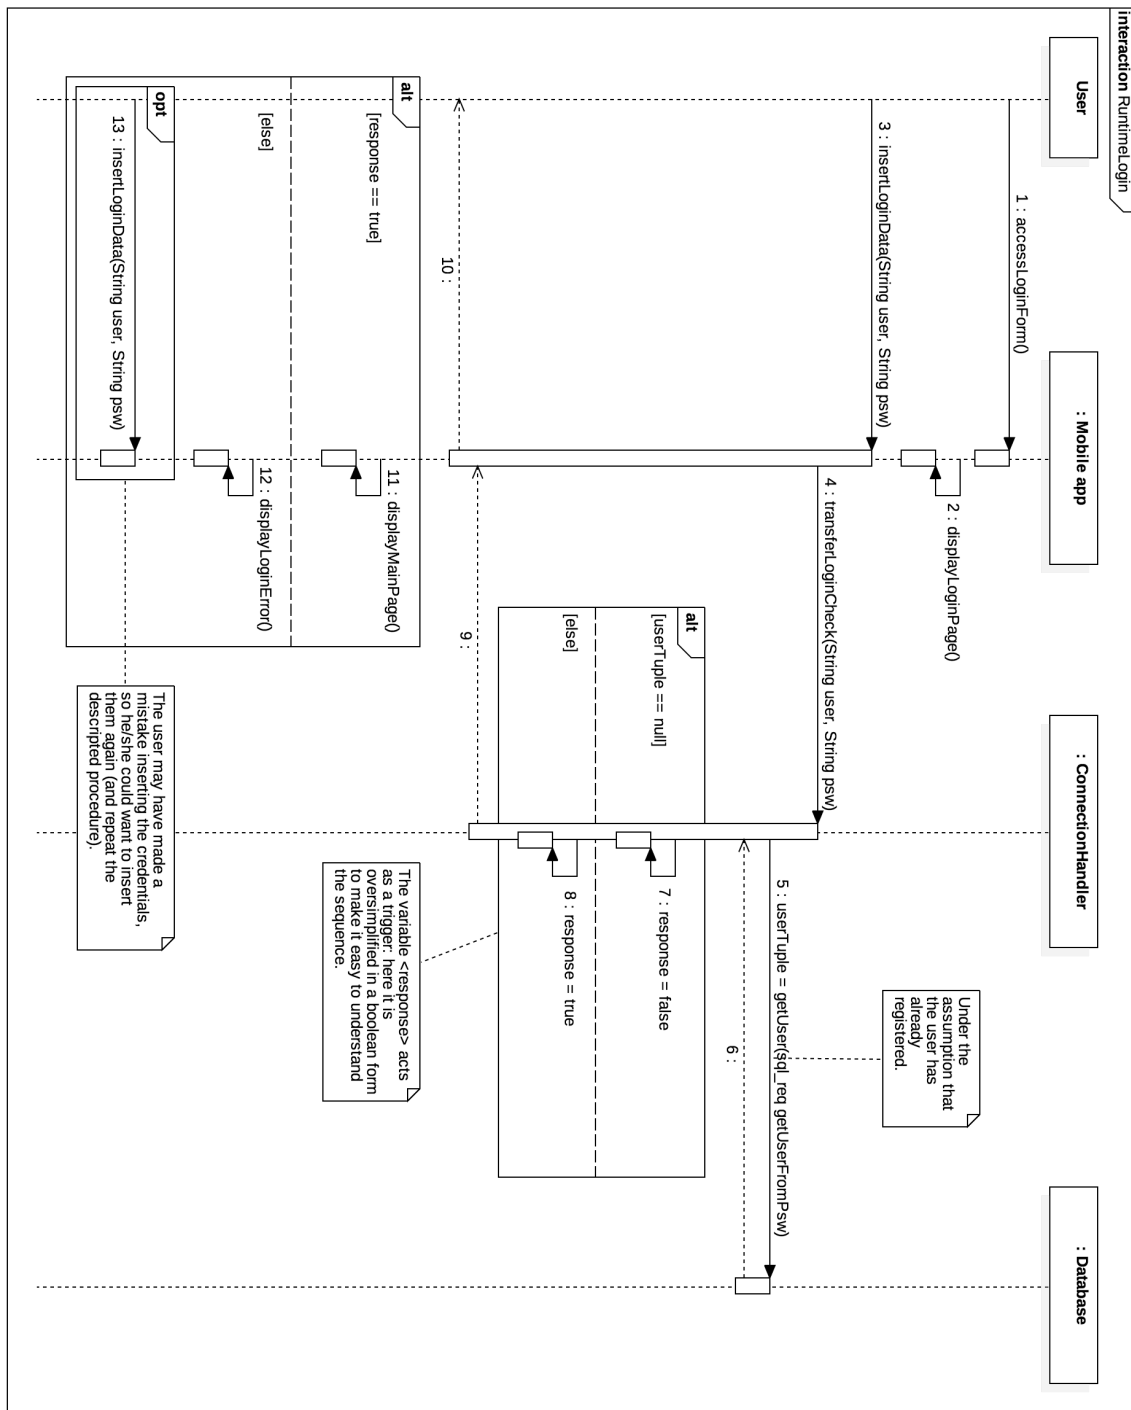 interaction RuntimeLogin
User
: Mobile app
: ConnectionHandler
: Database
1 : accessLoginForm()
2 : displayLoginPage()
Under the
assumption that
the user has
already
registered.
3 : insertLoginData(String user, String psw)
4 : transferLoginCheck(String user, String psw)
5 : userTuple = getUser(sql_req getUserFromPsw)
6 :
alt
[userTuple == null]
7 : response = false
[else]
8 : response = true
9 :
10 :
The variable <response> acts
as a trigger: here it is
oversimplified in a boolean form
to make it easy to understand
the sequence.
alt
[response == true]
11 : displayMainPage()
[else]
12 : displayLoginError()
opt
13 : insertLoginData(String user, String psw)
The user may have made a
mistake inserting the credentials,
so he/she could want to insert
them again (and repeat the
descripted procedure).